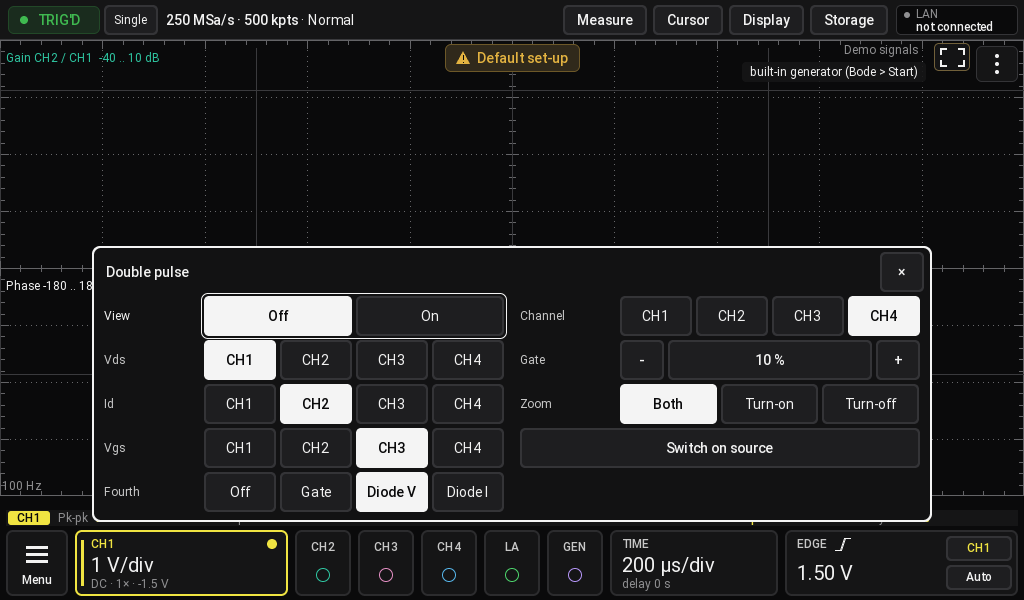 TRIG'D
Single
250 MSa/s · 500 kpts · Normal
Measure
Cursor
Display
Storage
LAN
not connected
Gain CH2 / CH1 -40 .. 10 dB
Default set-up
Demo signals
built-in generator (Bode > Start)
Phase -180 .. 18
Double pulse
×
View
Off
On
Channel
CH1
CH2
CH3
CH4
Vds
CH1
CH2
CH3
CH4
Gate
-
10 %
+
Id
CH1
CH2
CH3
CH4
Zoom
Both
Turn-on
Turn-off
Vgs
CH1
CH2
CH3
CH4
Switch on source
Fourth
Off
Gate
Diode V
Diode I
100 Hz
CH1
Pk-pk
Menu
CH1
1 V/div
DC · 1× · -1.5 V
CH2
CH3
CH4
LA
GEN
TIME
200 µs/div
delay 0 s
EDGE
1.50 V
CH1
Auto